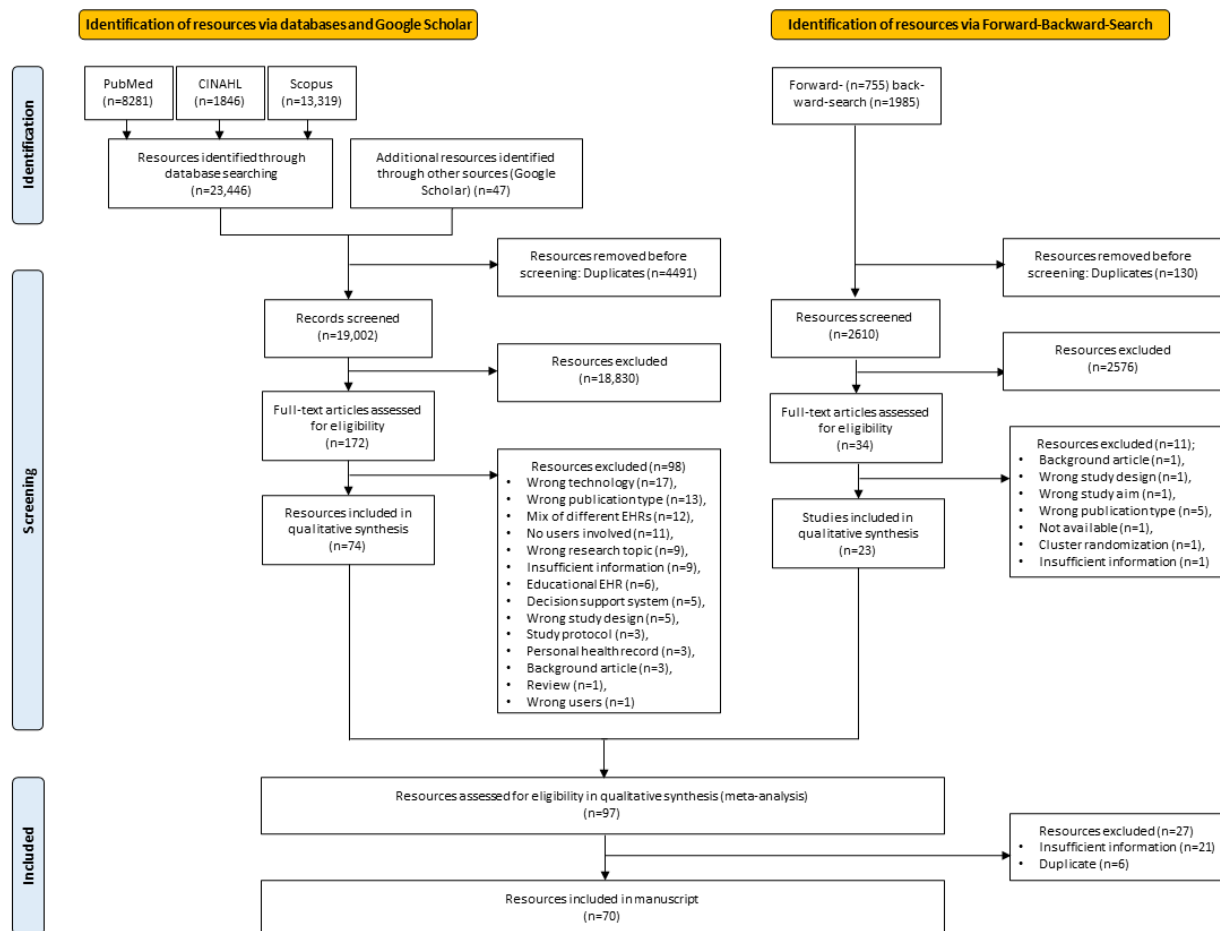 Identification of resources via databases and Google Scholar
Identification of resources via Forward-Backward-Search
Identification
PubMed
(n=8281)
CINAHL
(n=1846)
Scopus
(n=13,319)
Forward- (n=755) back-
ward-search (n=1985)
Resources identified through
database searching
(n=23,446)
Additional resources identified
through other sources (Google
Scholar) (n=47)
Screening
Resources removed before
screening: Duplicates (n=4491)
Resources removed before
screening: Duplicates (n=130)
Records screened
(n=19,002)
Resources screened
(n=2610)
Resources excluded
(n=18,830)
Resources excluded
(n=2576)
Full-text articles assessed
for eligibility
(n=172)
Full-text articles assessed
for eligibility
(n=34)
Resources excluded (n=98)
• Wrong technology (n=17),
• Wrong publication type (n=13),
• Mix of different EHRs (n=12),
• No users involved (n=11),
• Wrong research topic (n=9),
• Insufficient information (n=9),
• Educational EHR (n=6),
• Decision support system (n=5),
• Wrong study design (n=5),
• Study protocol (n=3),
• Personal health record (n=3),
• Background article (n=3),
• Review (n=1),
• Wrong users (n=1)
Resources excluded (n=11);
• Background article (n=1),
• Wrong study design (n=1),
• Wrong study aim (n=1),
• Wrong publication type (n=5),
• Not available (n=1),
• Cluster randomization (n=1),
• Insufficient information (n=1)
Resources included in
qualitative synthesis
(n=74)
Studies included in
qualitative synthesis
(n=23)
Included
Resources assessed for eligibility in qualitative synthesis (meta-analysis)
(n=97)
Resources excluded (n=27)
• Insufficient information (n=21)
• Duplicate (n=6)
Resources included in manuscript
(n=70)